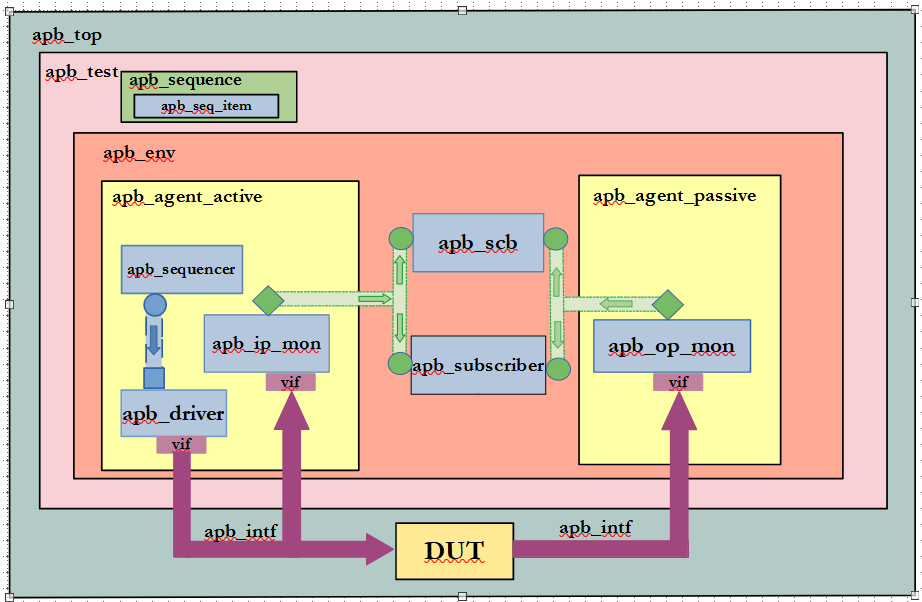 apb_top
apb_test
apb_sequence
apb_seq_item
apb_env
apb_agent_active
apb_agent_passive
apb_scb
apb_sequencer
apb_ip_mon
apb_op_mon
apb_subscriber
vif
vif
apb_driver
vif
apb_intf
apb_intf
DUT